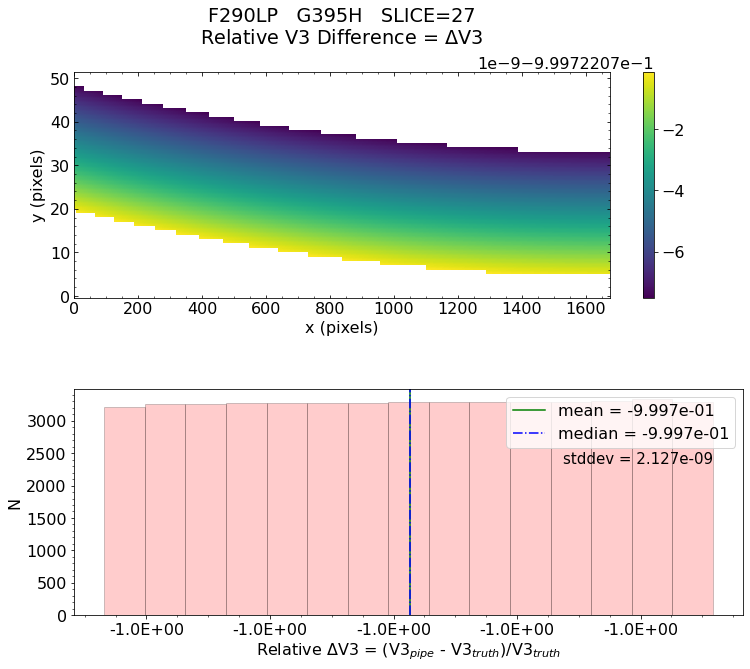 F290LP   G395H   SLICE=27
Relative V3 Difference = ΔV3
1e−9−9.9972207e−1
50
40
30
20
10
0
y (pixels)
0 200 400 600 800 1000 1200 1400 1600
x (pixels)
−2
−4
−6
3000
2500
2000
1500
1000
500
0
N
mean = -9.997e-01
median = -9.997e-01
stddev = 2.127e-09
-1.0E+00 -1.0E+00 -1.0E+00 -1.0E+00 -1.0E+00
Relative ΔV3 = (V3pipe - V3truth)/V3truth